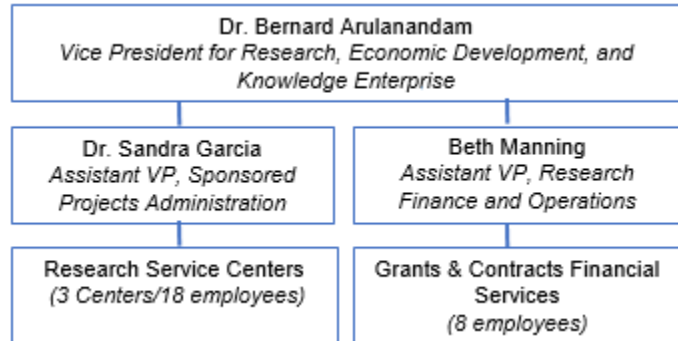 Dr. Bernard Arulanandam
Vice President for Research, Economic Development, and
Knowledge Enterprise
Dr. Sandra Garcia
Assistant VP, Sponsored
Projects Administration
Beth Manning
Assistant VP, Research
Finance and Operations
Research Service Centers
(3 Centers/18 employees)
Grants & Contracts Financial
Services
(8 employees)